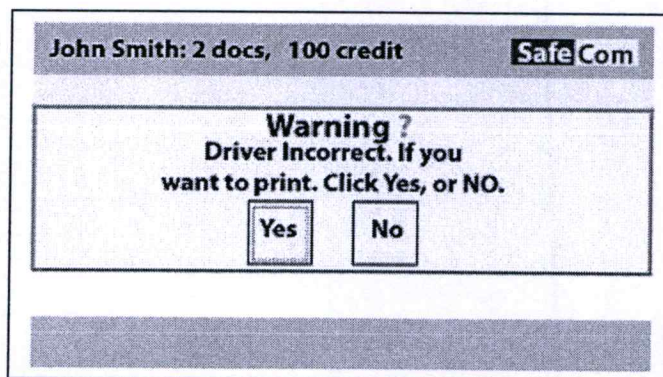 John Smith: 2 docs, 100 credit SafeCom
Warning ?
Driver Incorrect. If you
want to print. Click Yes, or NO.
Yes No